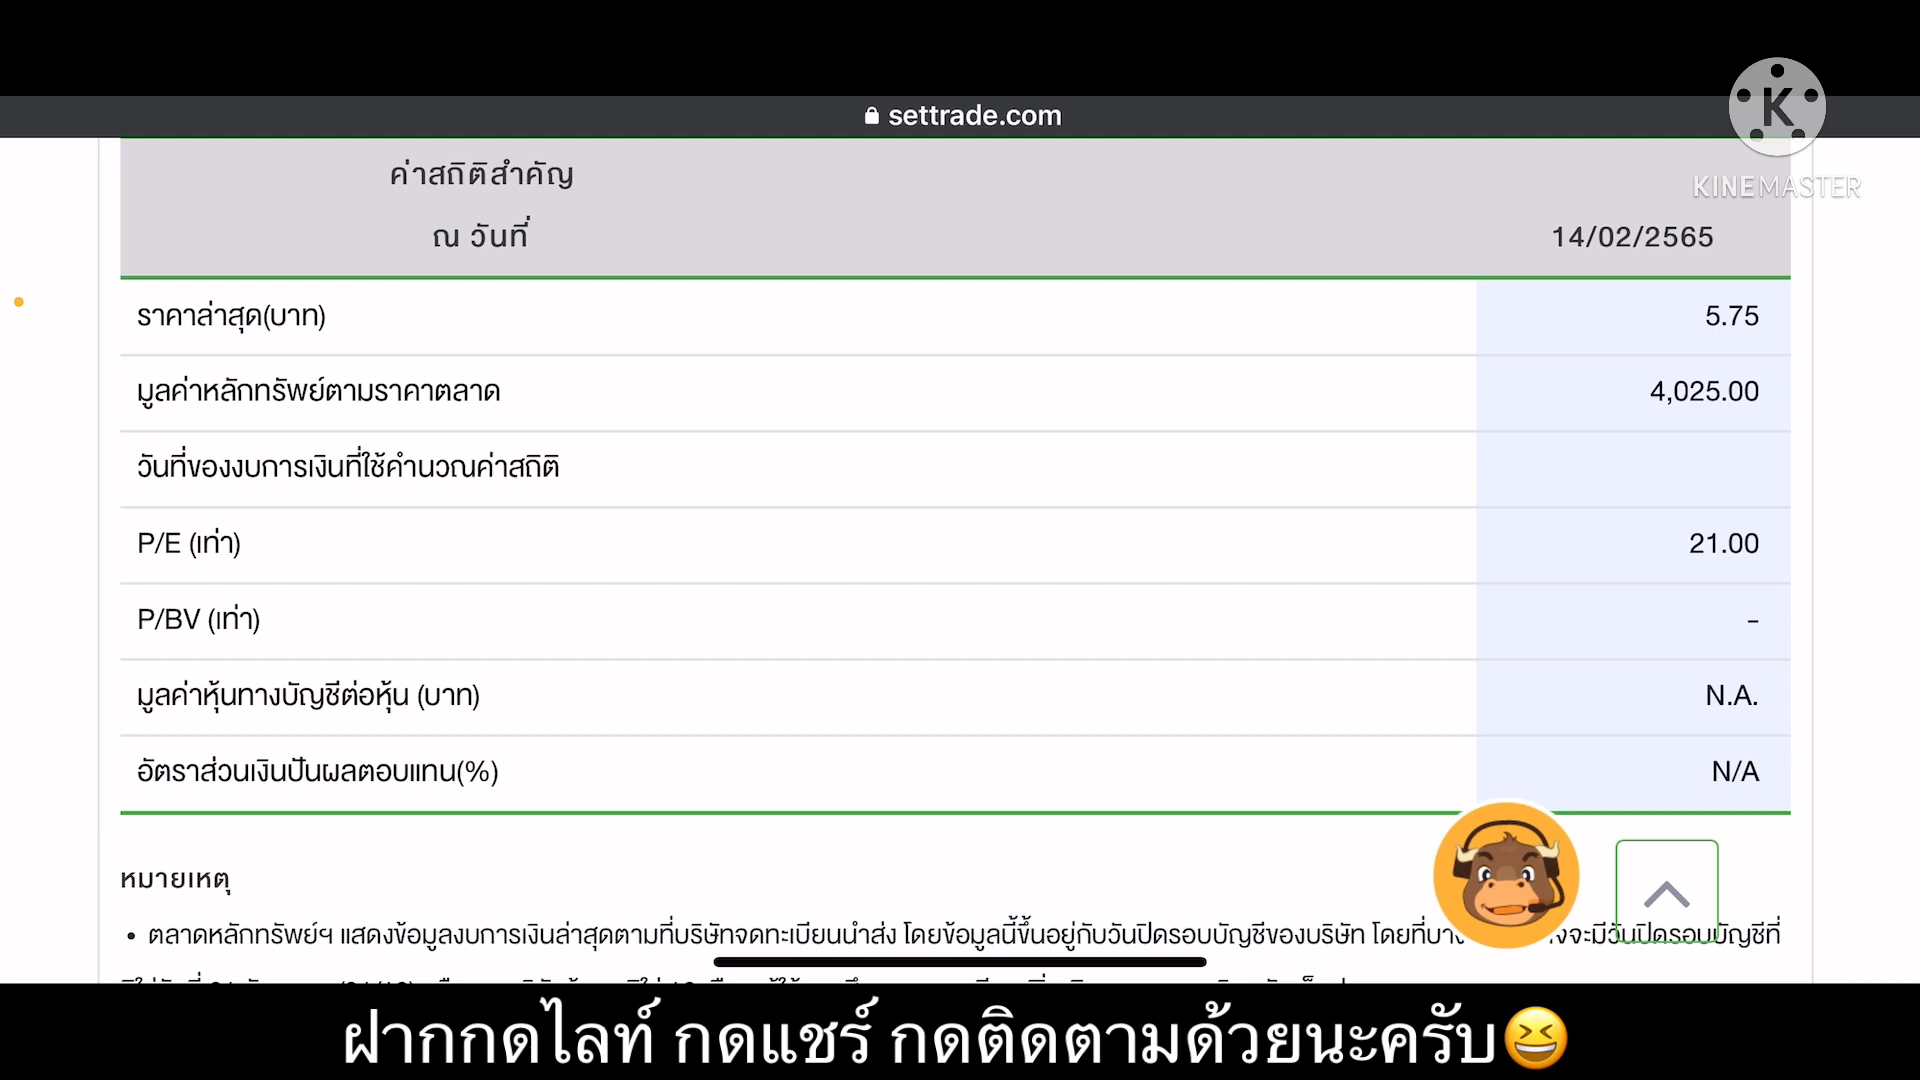 settrade.com
K
KINEMASTER
ค่าสถิติสำคัญ
ณ วันที่
14/02/2565
ราคาล่าสุด(บาท)
5.75
มูลค่าหลักทรัพย์ตามราคาตลาด
4,025.00
วันที่ของงบการเงินที่ใช้คำนวณค่าสถิติ
P/E (เท่า)
21.00
P/BV (เท่า)
-
มูลค่าหุ้นทางบัญชีต่อหุ้น (บาท)
N.A.
อัตราส่วนเงินปันผลตอบแทน(%)
N/A
หมายเหตุ
• ตลาดหลักทรัพย์ฯ แสดงข้อมูลงบการเงินล่าสุดตามที่บริษัทจดทะเบียนนำส่ง โดยข้อมูลนี้ขึ้นอยู่กับวันปิดรอบบัญชีของบริษัท โดยที่บาง จะมีวันปิดรอบบัญชีที่
ฝากกดไลท์ กดแชร์ กดติดตามด้วยนะครับ😆